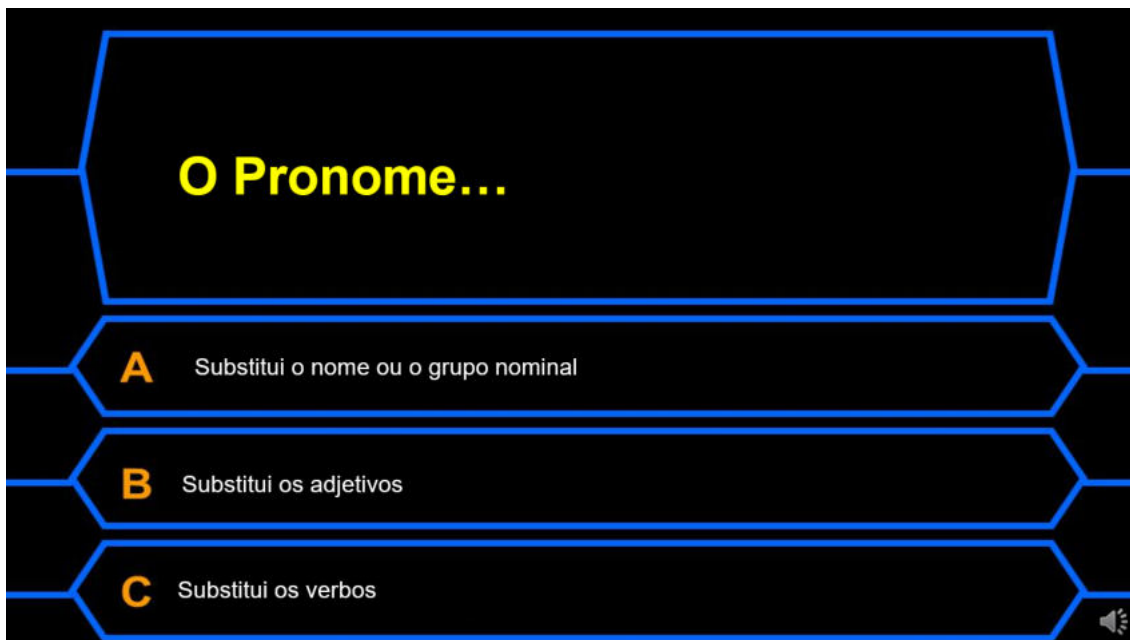 O Pronome…
A Substitui o nome ou o grupo nominal
B Substitui os adjetivos
C Substitui os verbos